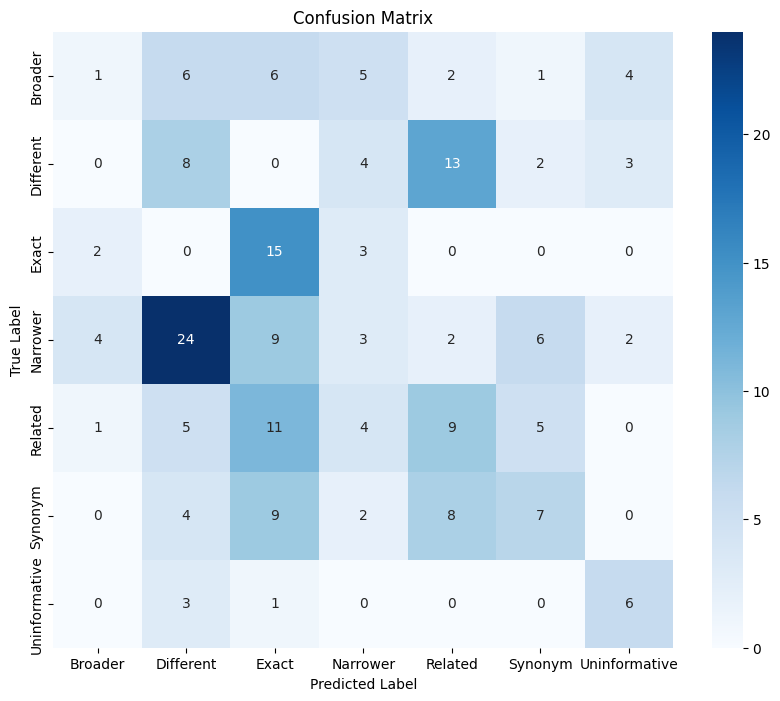 Confusion Matrix
True Label
Broader 1 6 6 5 2 1 4
Different 0 8 0 4 13 2 3
Exact 2 0 15 3 0 0 0
Narrower 4 24 9 3 2 6 2
Related 1 5 11 4 9 5 0
Synonym 0 4 9 2 8 7 0
Uninformative 0 3 1 0 0 0 6
Broader Different Exact Narrower Related Synonym Uninformative
Predicted Label
20
15
10
5
0